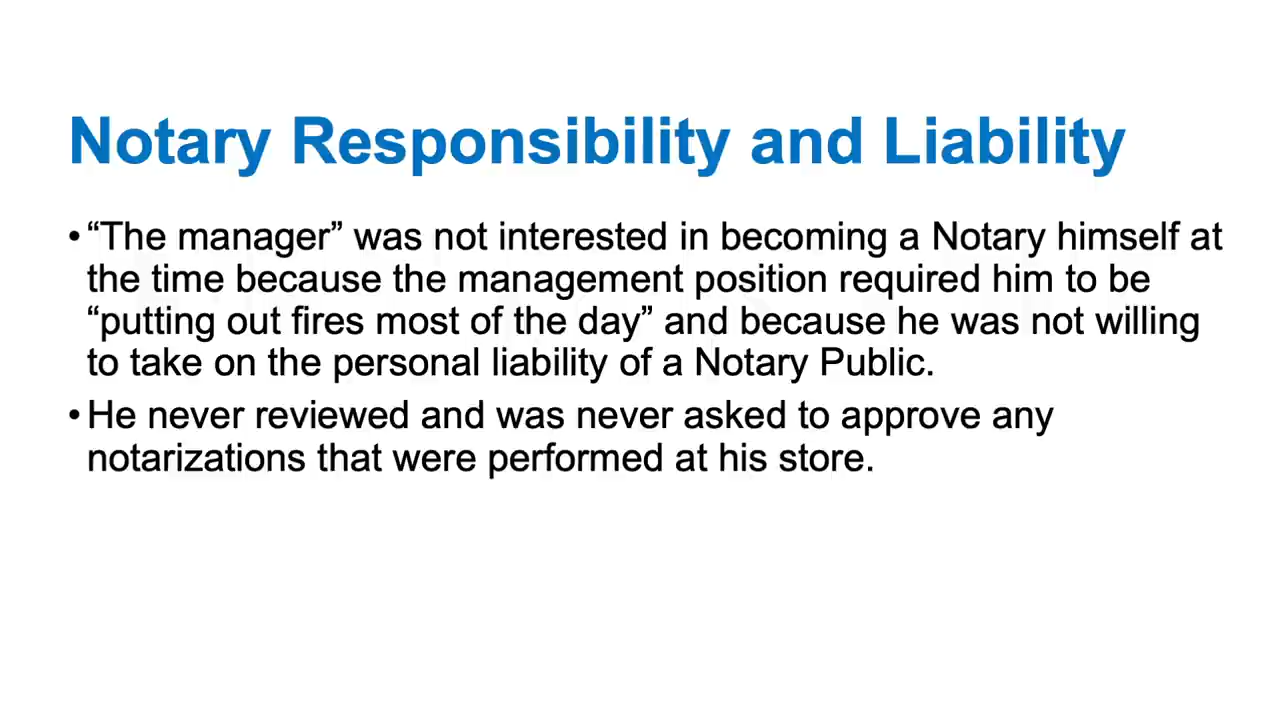 Notary Responsibility and Liability
• “The manager” was not interested in becoming a Notary himself at
the time because the management position required him to be
“putting out fires most of the day” and because he was not willing
to take on the personal liability of a Notary Public.
• He never reviewed and was never asked to approve any
notarizations that were performed at his store.